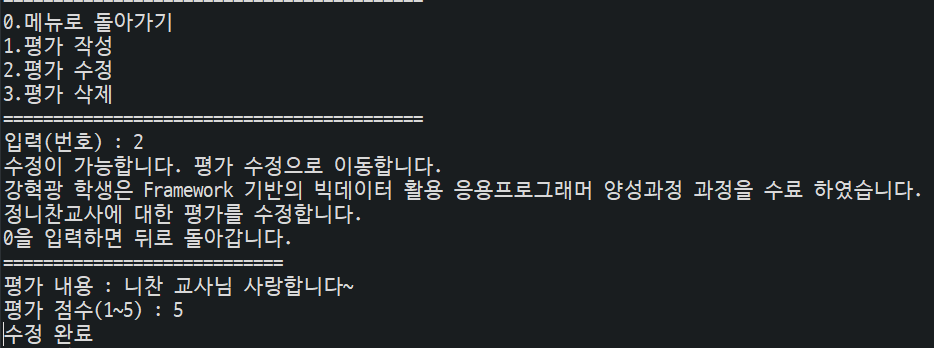 ==========================================
0.메뉴로 돌아가기
1.평가 작성
2.평가 수정
3.평가 삭제
==========================================
입력(번호) : 2
수정이 가능합니다. 평가 수정으로 이동합니다.
강혁광 학생은 Framework 기반의 빅데이터 활용 응용프로그래머 양성과정 과정을 수료 하였습니다.
정니찬교사에 대한 평가를 수정합니다.
0을 입력하면 뒤로 돌아갑니다.
============================
평가 내용 : 니찬 교사님 사랑합니다~
평가 점수(1~5) : 5
수정 완료